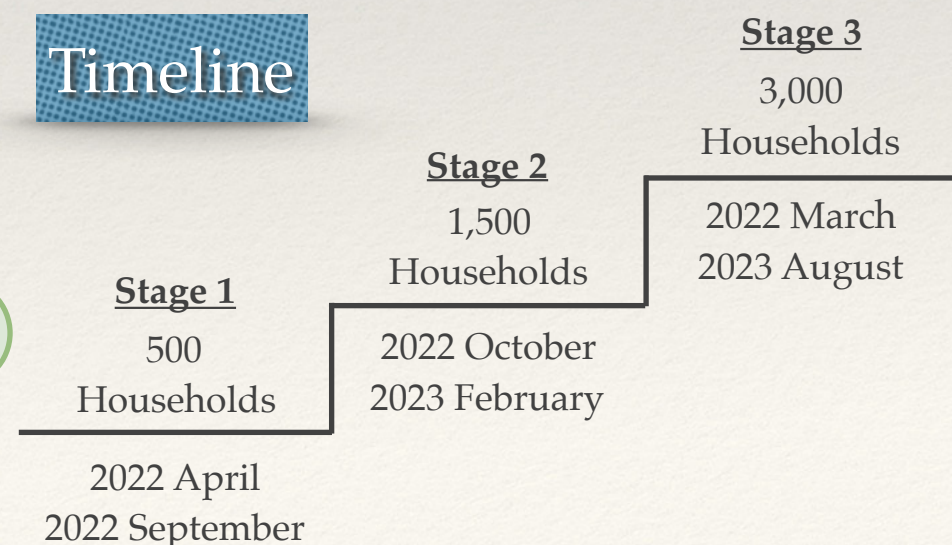 Timeline
Stage 1
500
Households
2022 April
2022 September
Stage 2
1,500
Households
2022 October
2023 February
Stage 3
3,000
Households
2022 March
2023 August